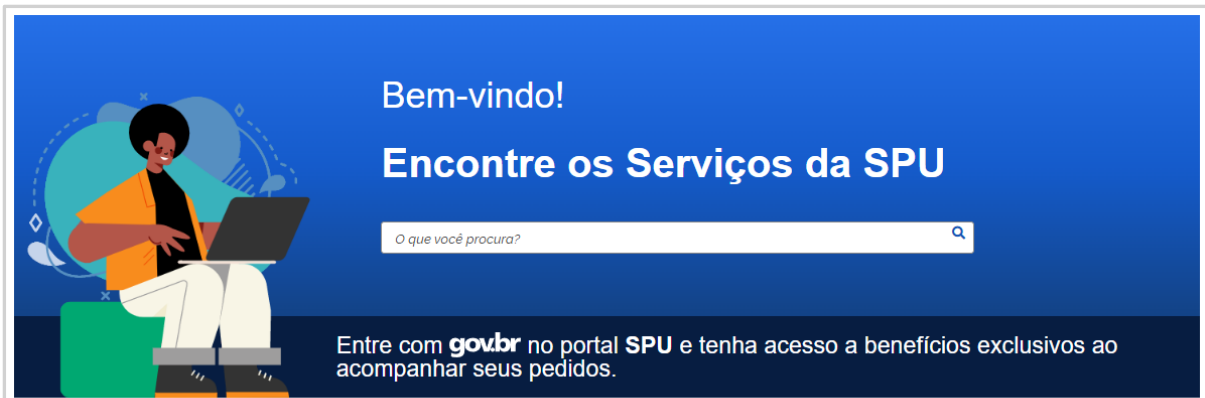 Bem-vindo!
Encontre os Serviços da SPU
O que você procura?
Entre com gov.br no portal SPU e tenha acesso a benefícios exclusivos ao
acompanhar seus pedidos.